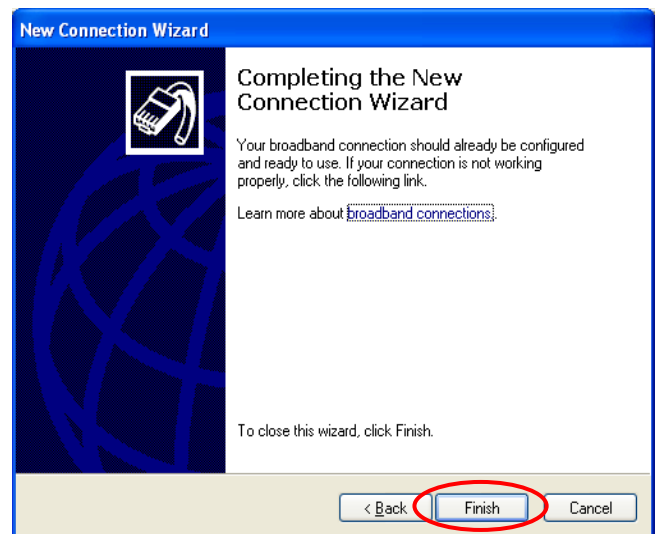 New Connection Wizard
Completing the New
Connection Wizard
Your broadband connection should already be configured
and ready to use. If your connection is not working
properly, click the following link.
Learn more about broadband connections.
To close this wizard, click Finish.
< Back
Finish
Cancel